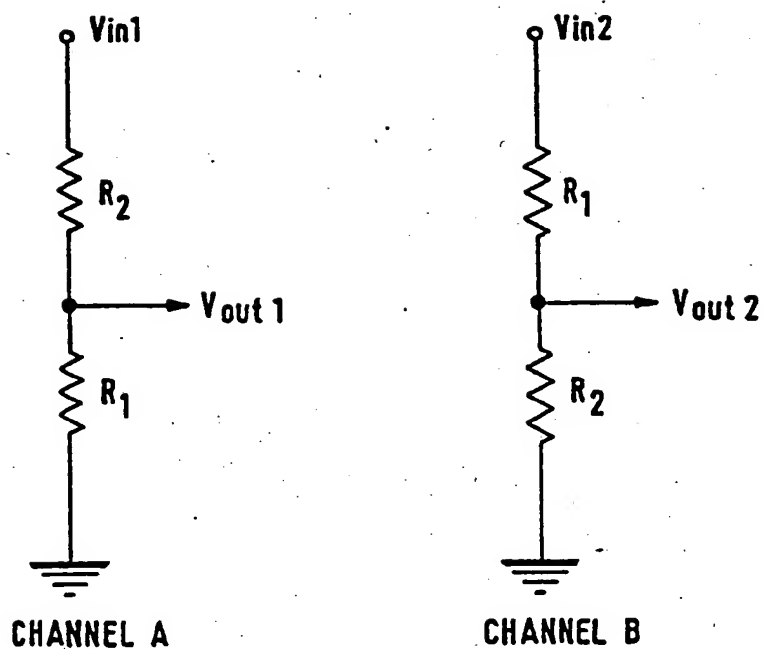 Vin1
R2
Vout 1
R1
CHANNEL A
Vin2
R1
Vout 2
R2
CHANNEL B